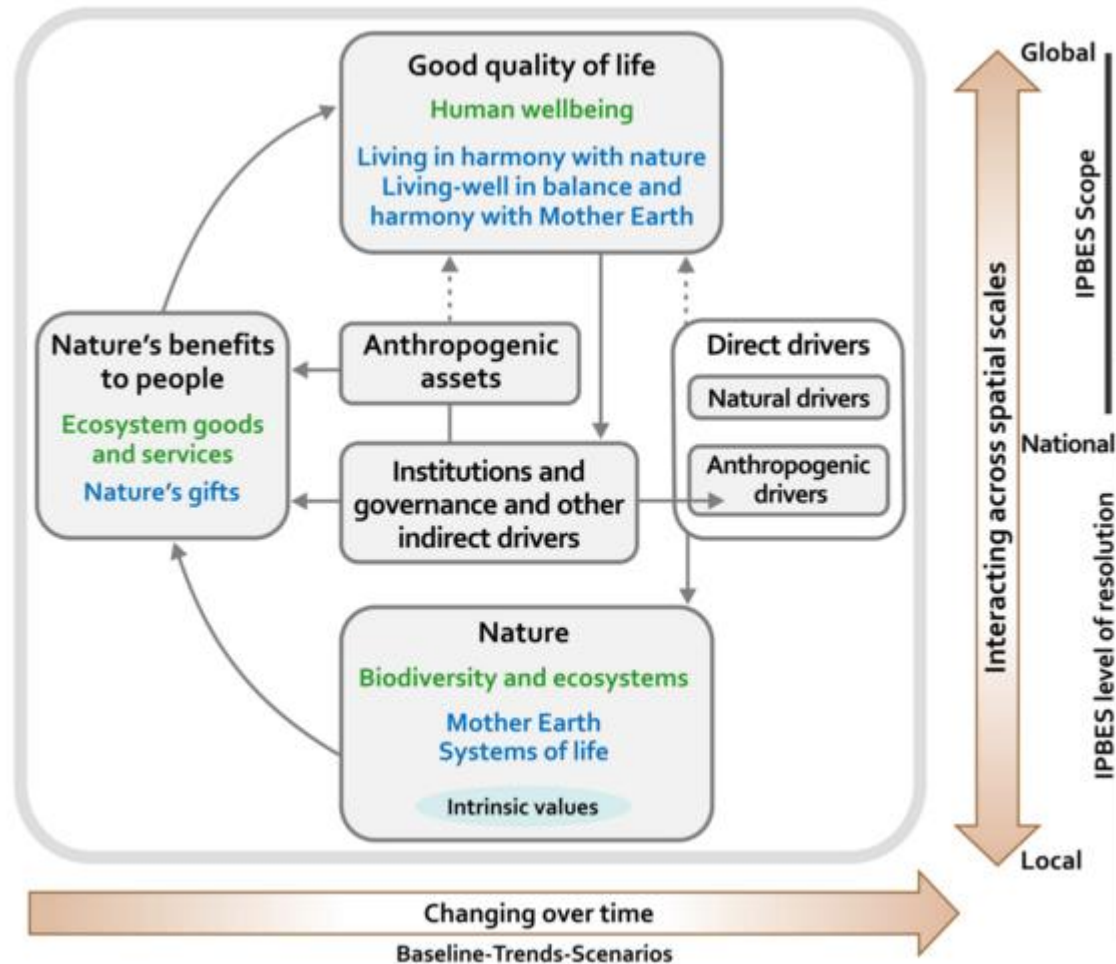 Good quality of life
Human wellbeing
Living in harmony with nature
Living-well in balance and
harmony with Mother Earth
Nature's benefits
to people
Ecosystem goods
and services
Nature's gifts
Anthropogenic
assets
Direct drivers
Natural drivers
Anthropogenic
drivers
Institutions and
governance and other
indirect drivers
Nature
Biodiversity and ecosystems
Mother Earth
Systems of life
Intrinsic values
Changing over time
Baseline-Trends-Scenarios
Interacting across spatial scales
Global
National
Local
IPBES Scope
IPBES level of resolution